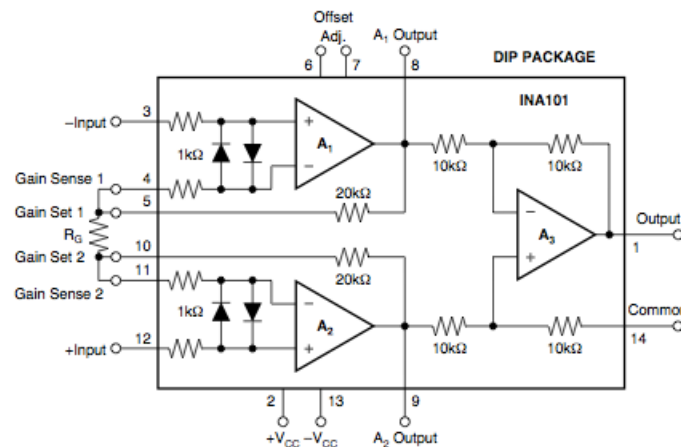 Offset
Adj.
A1 Output
6
7
8
DIP PACKAGE
INA101
–Input
3
1kΩ
+
A1
–
10kΩ
10kΩ
Gain Sense 1
4
Gain Set 1
5
20kΩ
RG
–
A3
+
Output
1
Gain Set 2
10
20kΩ
Gain Sense 2
11
1kΩ
–
A2
+
10kΩ
10kΩ
Common
14
+Input
12
2
13
9
+VCC
–VCC
A2 Output